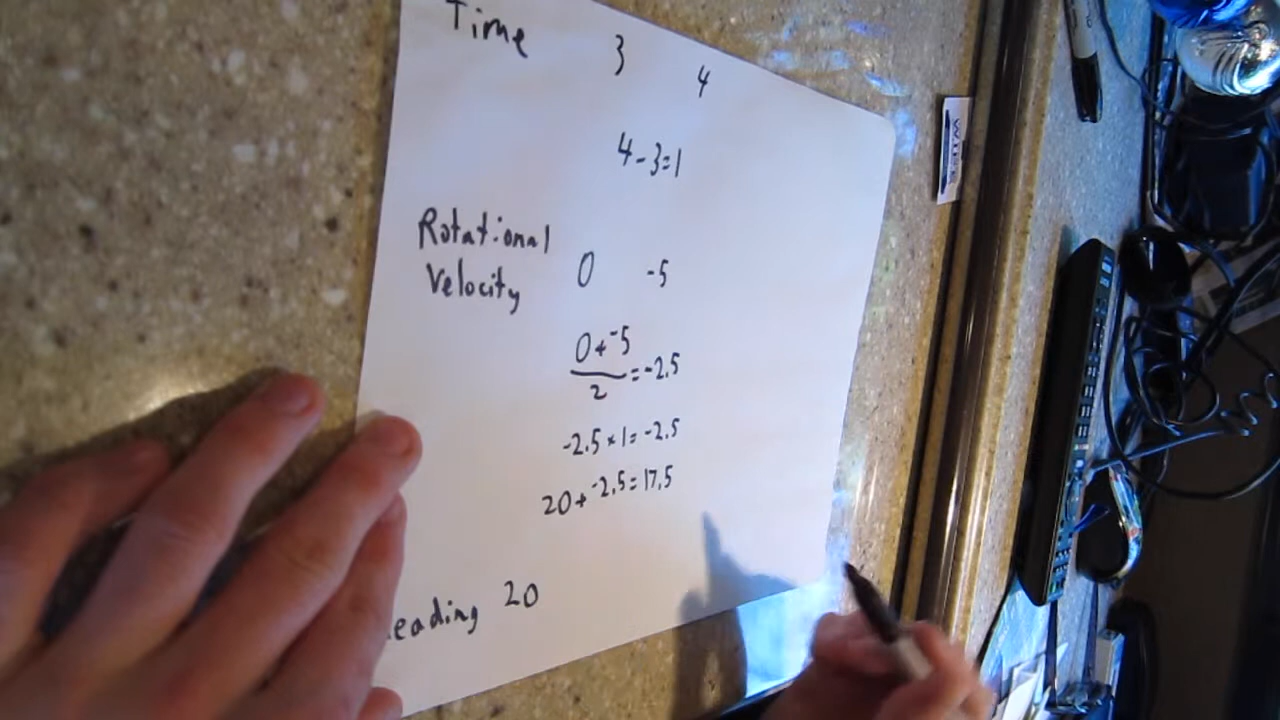 Time 3 4
4-3=1
Rotational
Velocity 0 -5
0+-5
2 =-2.5
-2.5×1=-2.5
20+-2.5=17.5
eading 20